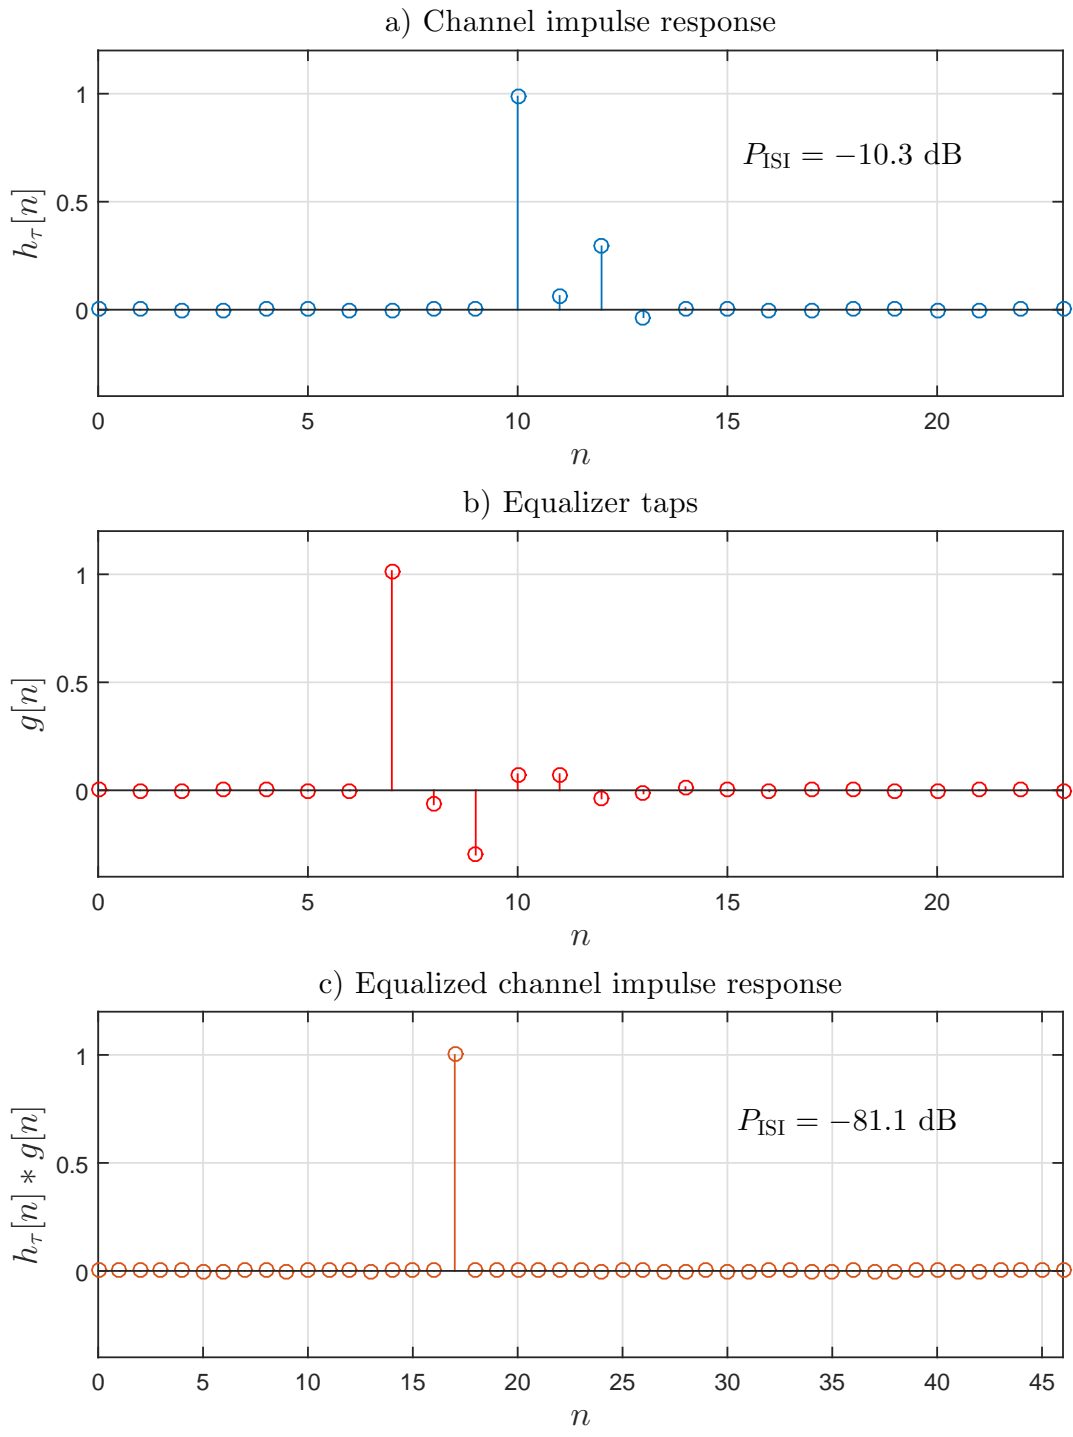 a) Channel impulse response
1
0.5
0
h_τ[n]
P_ISI = −10.3 dB
0 5 10 15 20
n
b) Equalizer taps
1
0.5
0
g[n]
0 5 10 15 20
n
c) Equalized channel impulse response
1
0.5
0
h_τ[n] ∗ g[n]
P_ISI = −81.1 dB
0 5 10 15 20 25 30 35 40 45
n